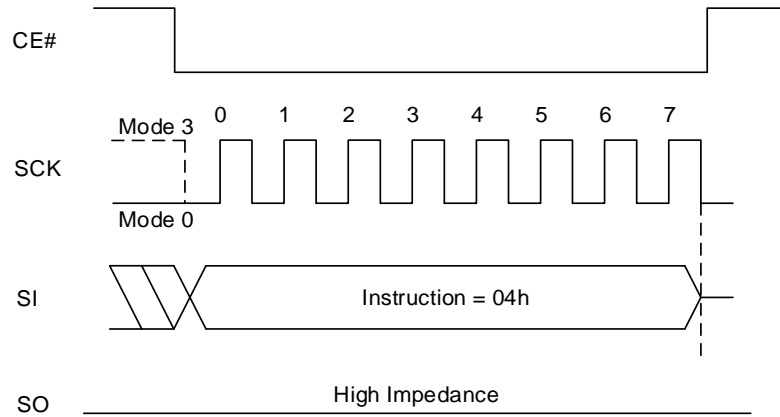 CE#
0 1 2 3 4 5 6 7
Mode 3
SCK
Mode 0
SI
Instruction = 04h
High Impedance
SO